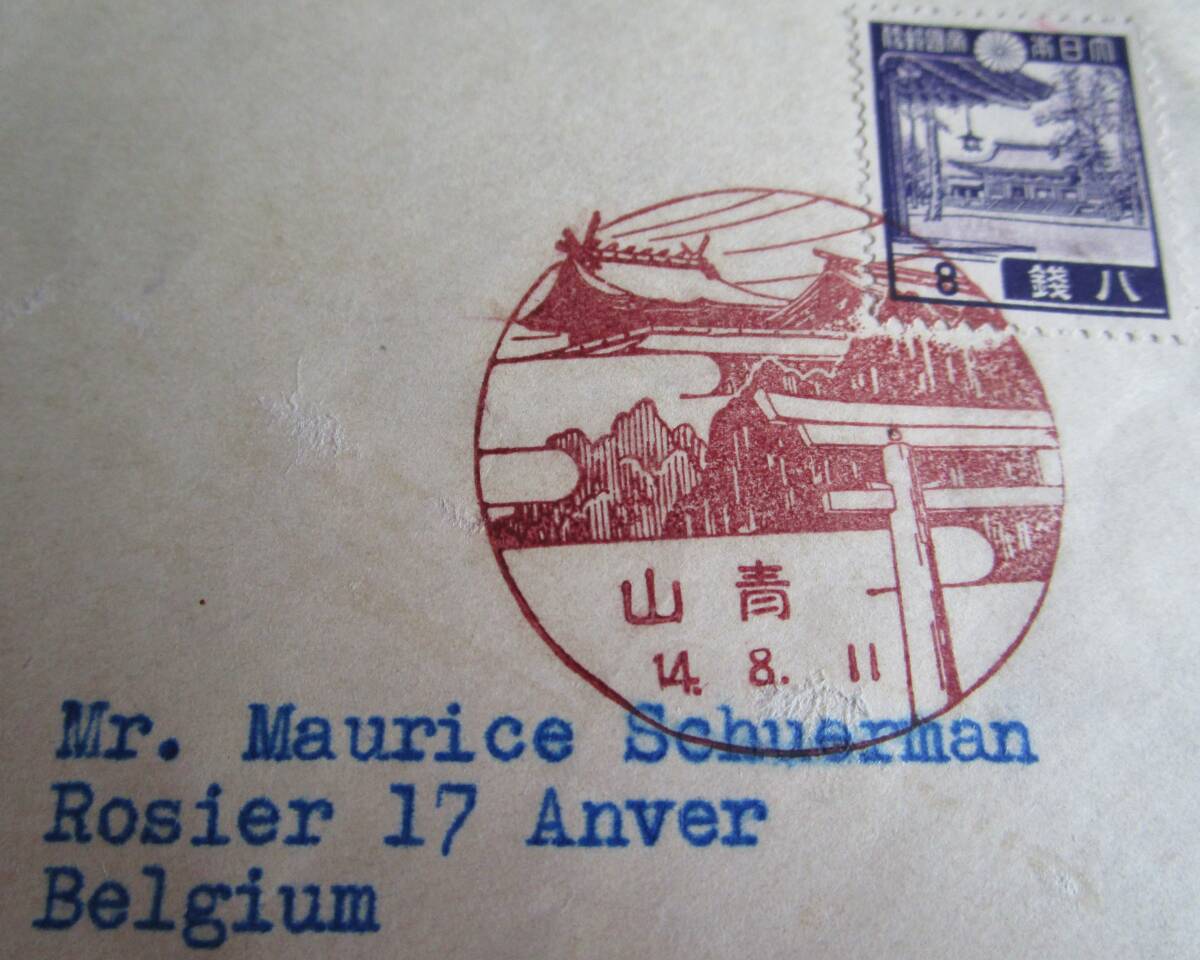 大日本帝國郵便
8 八錢
青山
14. 8. 11
Mr. Maurice Schuerman
Rosier 17 Anver
Belgium